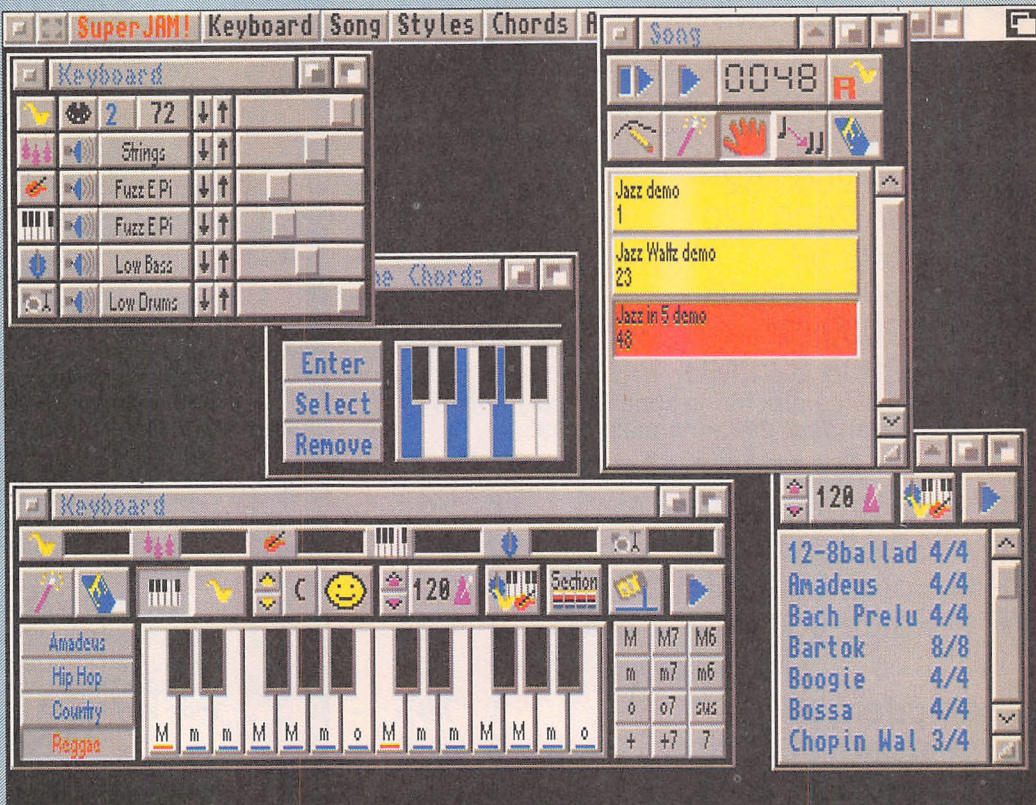 SuperJAM! Keyboard Song Styles Chords A
Keyboard
2 72
Strings
Fuzz E Pi
Fuzz E Pi
Low Bass
Low Drums
Song
0048
R
Jazz demo
1
Jazz Waltz demo
23
Jazz in 5 demo
48
e Chords
Enter
Select
Remove
Keyboard
C 120 Section
Amadeus
Hip Hop
Country
Reggae
M m m M M m o M m m M M m o
M M7 M6
m m7 m6
o o7 sus
+ +7 7
120
12-8ballad 4/4
Amadeus 4/4
Bach Prelu 4/4
Bartok 8/8
Boogie 4/4
Bossa 4/4
Chopin Wal 3/4